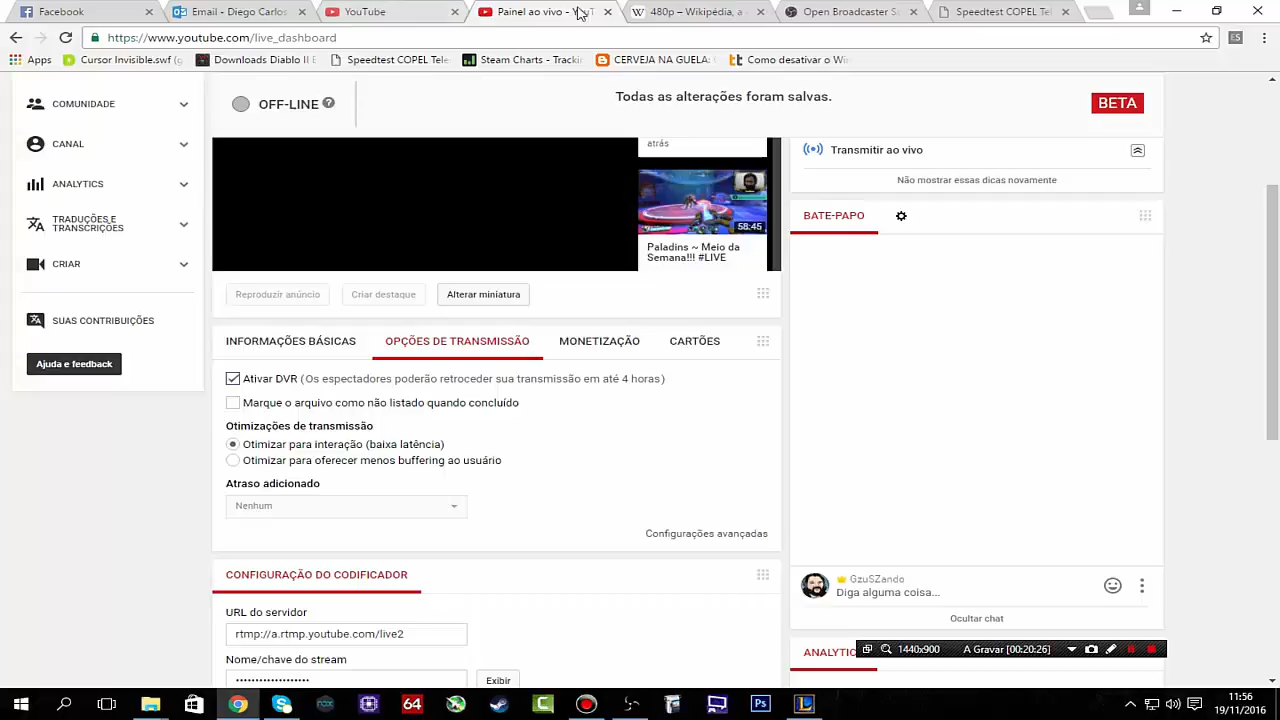 Facebook
Email - Diego Carlos
YouTube
Painel ao vivo - You
480p – Wikipédia, a
Open Broadcaster So
Speedtest COPEL Tel
https://www.youtube.com/live_dashboard
ES
Apps
Cursor Invisible.swf (g
Downloads Diablo II E
Speedtest COPEL Tele
Steam Charts - Trackin
CERVEJA NA GUELA:
Como desativar o Win
COMUNIDADE
CANAL
ANALYTICS
TRADUÇÕES E
TRANSCRIÇÕES
CRIAR
SUAS CONTRIBUIÇÕES
Ajuda e feedback
OFF-LINE
Todas as alterações foram salvas.
BETA
atrás
58:45
Paladins ~ Meio da
Semana!!! #LIVE
Transmitir ao vivo
Não mostrar essas dicas novamente
BATE-PAPO
Reproduzir anúncio
Criar destaque
Alterar miniatura
INFORMAÇÕES BÁSICAS
OPÇÕES DE TRANSMISSÃO
MONETIZAÇÃO
CARTÕES
Ativar DVR (Os espectadores poderão retroceder sua transmissão em até 4 horas)
Marque o arquivo como não listado quando concluído
Otimizações de transmissão
Otimizar para interação (baixa latência)
Otimizar para oferecer menos buffering ao usuário
Atraso adicionado
Nenhum
Configurações avançadas
CONFIGURAÇÃO DO CODIFICADOR
URL do servidor
rtmp://a.rtmp.youtube.com/live2
Nome/chave do stream
Exibir
GzuSZando
Diga alguma coisa...
Ocultar chat
ANALYTIC
1440x900
A Gravar [00:20:26]
64
Ps
11:56
19/11/2016